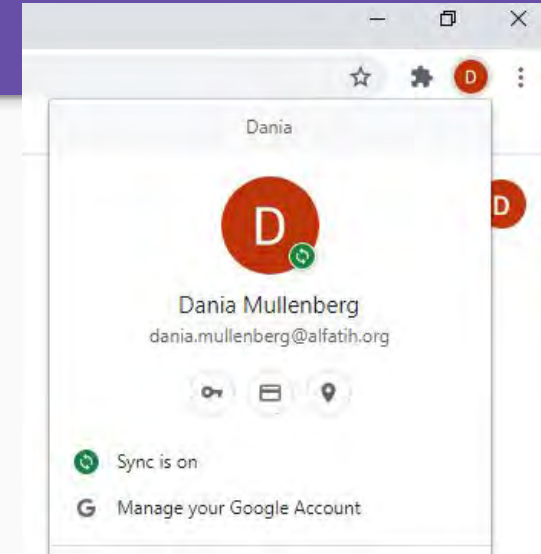 D
Dania
D
D
Dania Mullenberg
dania.mullenberg@alfatih.org
Sync is on
G Manage your Google Account